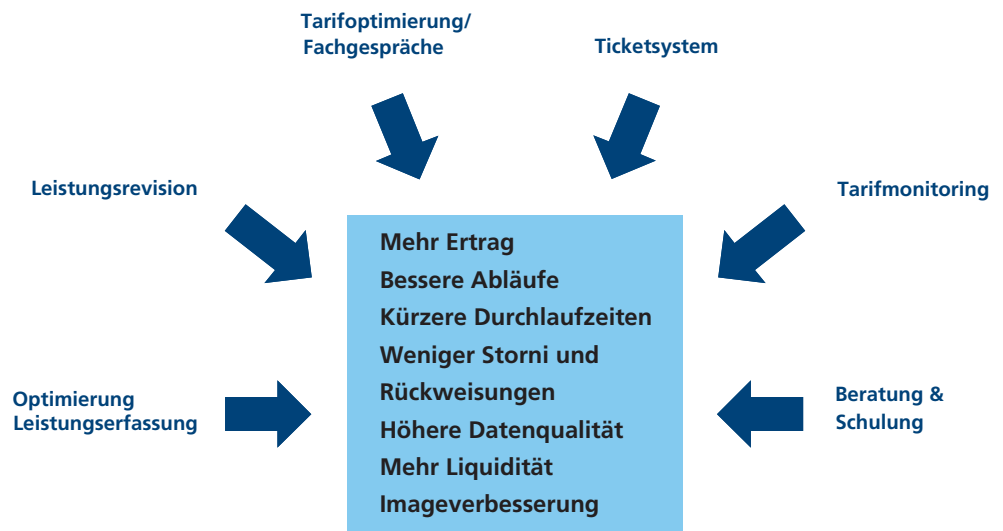 Tarifoptimierung/
Fachgespräche
Ticketsystem
Leistungsrevision
Tarifmonitoring
Mehr Ertrag
Bessere Abläufe
Kürzere Durchlaufzeiten
Weniger Storni und
Rückweisungen
Höhere Datenqualität
Mehr Liquidität
Imageverbesserung
Optimierung
Leistungserfassung
Beratung &
Schulung